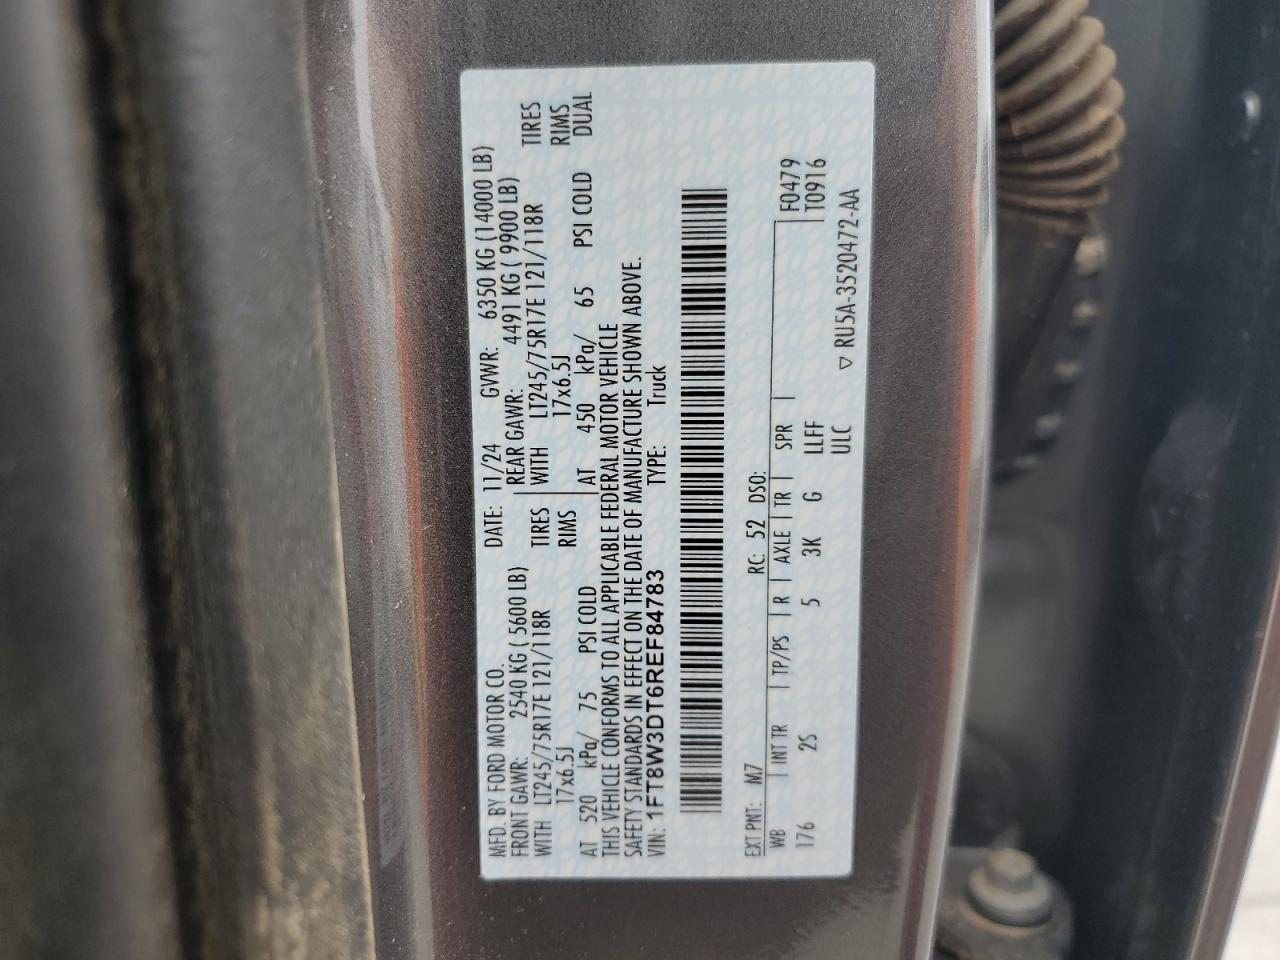 MFD. BY FORD MOTOR CO. DATE: 11/24 GVWR: 6350 KG (14000 LB)
FRONT GAWR: 2540 KG ( 5600 LB) REAR GAWR: 4491 KG ( 9900 LB)
WITH LT245/75R17E 121/118R TIRES WITH LT245/75R17E 121/118R TIRES
17x6.5J RIMS 17x6.5J RIMS
AT 520 kPa/ 75 PSI COLD AT 450 kPa/ 65 PSI COLD DUAL
THIS VEHICLE CONFORMS TO ALL APPLICABLE FEDERAL MOTOR VEHICLE
SAFETY STANDARDS IN EFFECT ON THE DATE OF MANUFACTURE SHOWN ABOVE.
VIN: 1FT8W3DT6REF84783 TYPE: Truck
EXT PNT: M7 RC: 52 DSO:
WB INT TR TP/PS R AXLE TR SPR F0479
176 2S 5 3K G LLFF T0916
ULC
▽ RU5A-3520472-AA